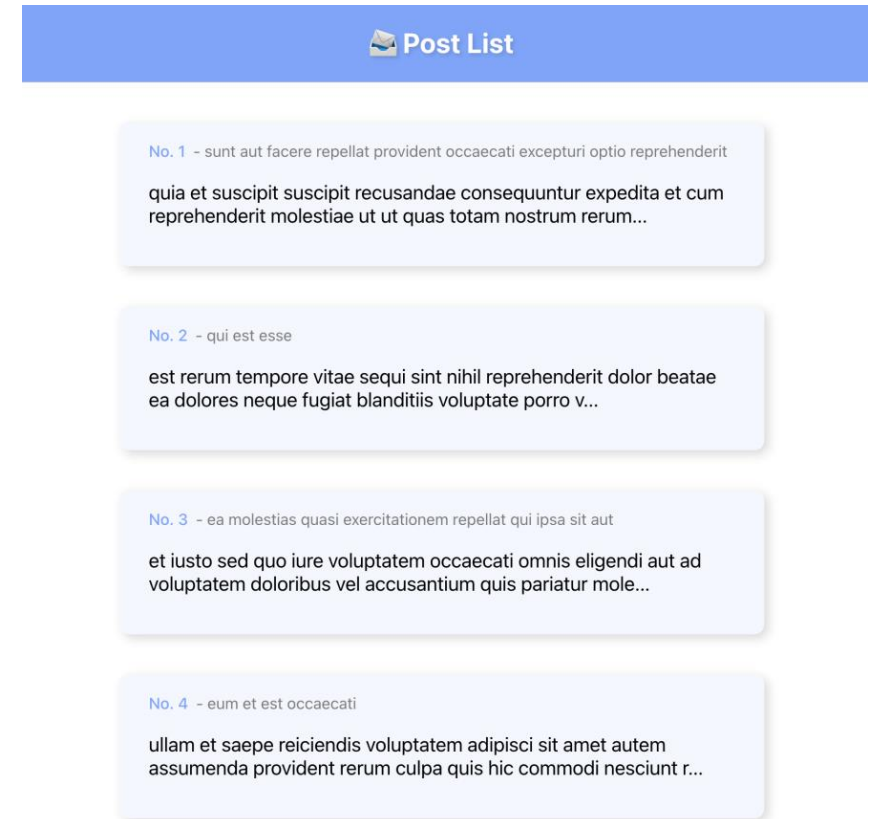 Post List
No. 1 - sunt aut facere repellat provident occaecati excepturi optio reprehenderit
quia et suscipit suscipit recusandae consequuntur expedita et cum
reprehenderit molestiae ut ut quas totam nostrum rerum...
No. 2 - qui est esse
est rerum tempore vitae sequi sint nihil reprehenderit dolor beatae
ea dolores neque fugiat blanditiis voluptate porro v...
No. 3 - ea molestias quasi exercitationem repellat qui ipsa sit aut
et iusto sed quo iure voluptatem occaecati omnis eligendi aut ad
voluptatem doloribus vel accusantium quis pariatur mole...
No. 4 - eum et est occaecati
ullam et saepe reiciendis voluptatem adipisci sit amet autem
assumenda provident rerum culpa quis hic commodi nesciunt r...